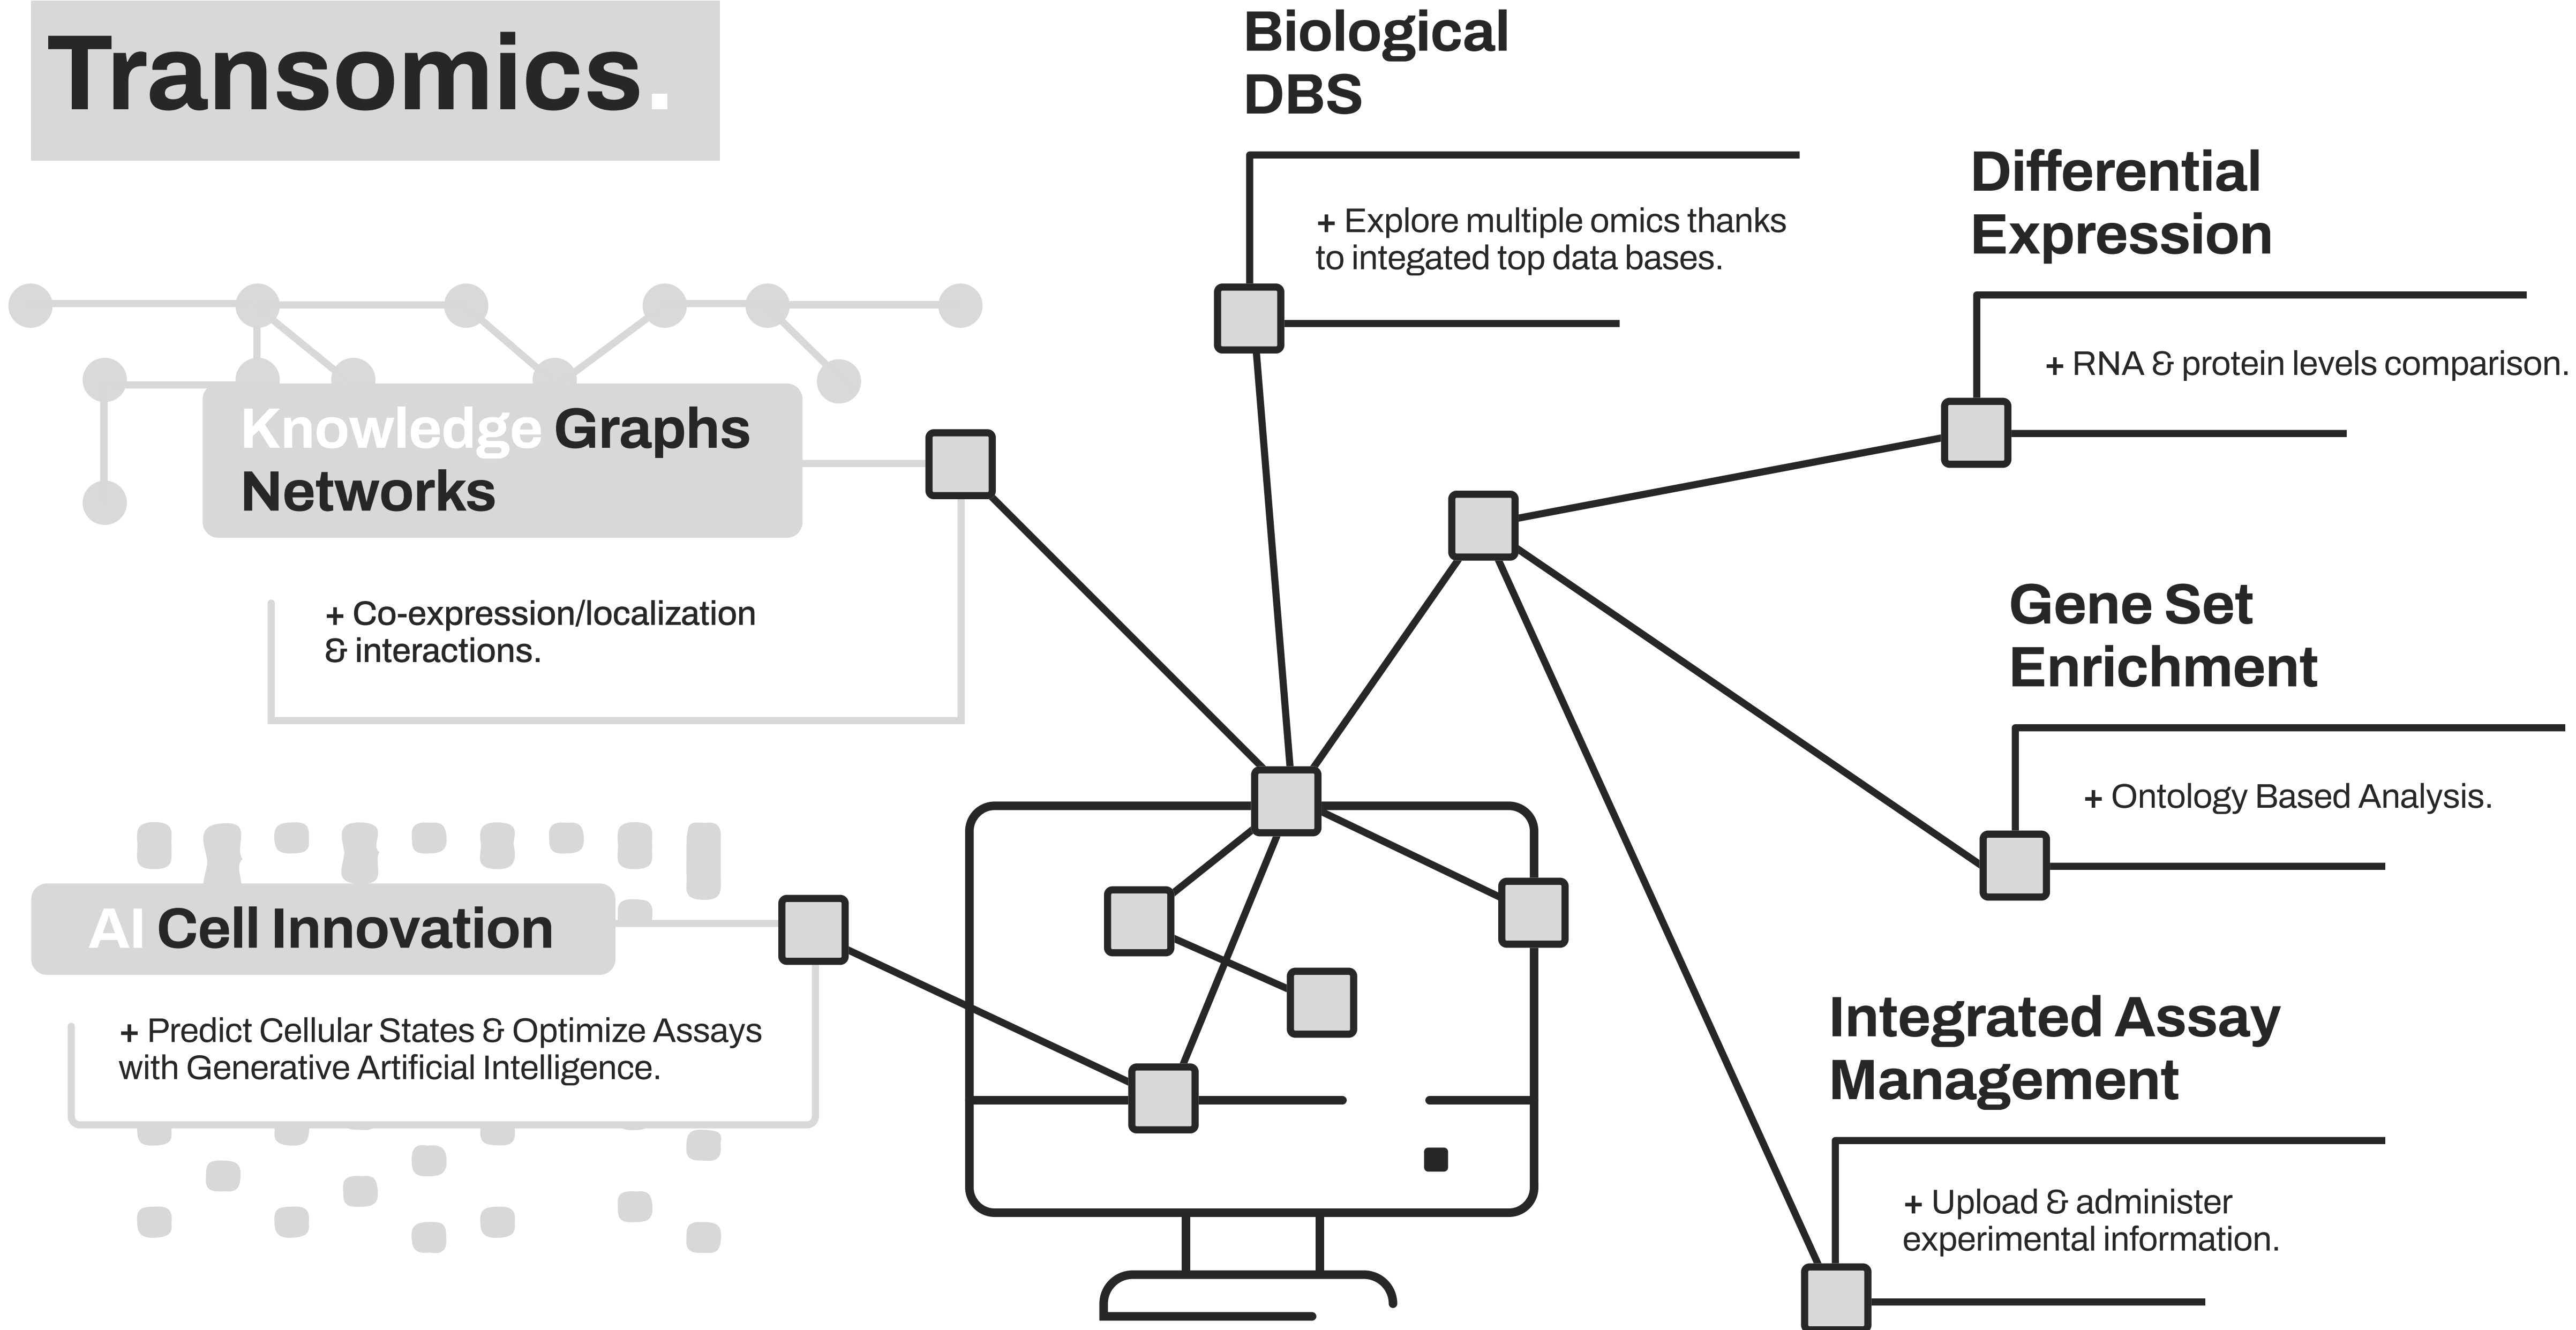 Transomics.
Biological
DBS
+ Explore multiple omics thanks
to integated top data bases.
Differential
Expression
+ RNA & protein levels comparison.
Knowledge Graphs
Networks
+ Co-expression/localization
& interactions.
Gene Set
Enrichment
+ Ontology Based Analysis.
AI Cell Innovation
+ Predict Cellular States & Optimize Assays
with Generative Artificial Intelligence.
Integrated Assay
Management
+ Upload & administer
experimental information.